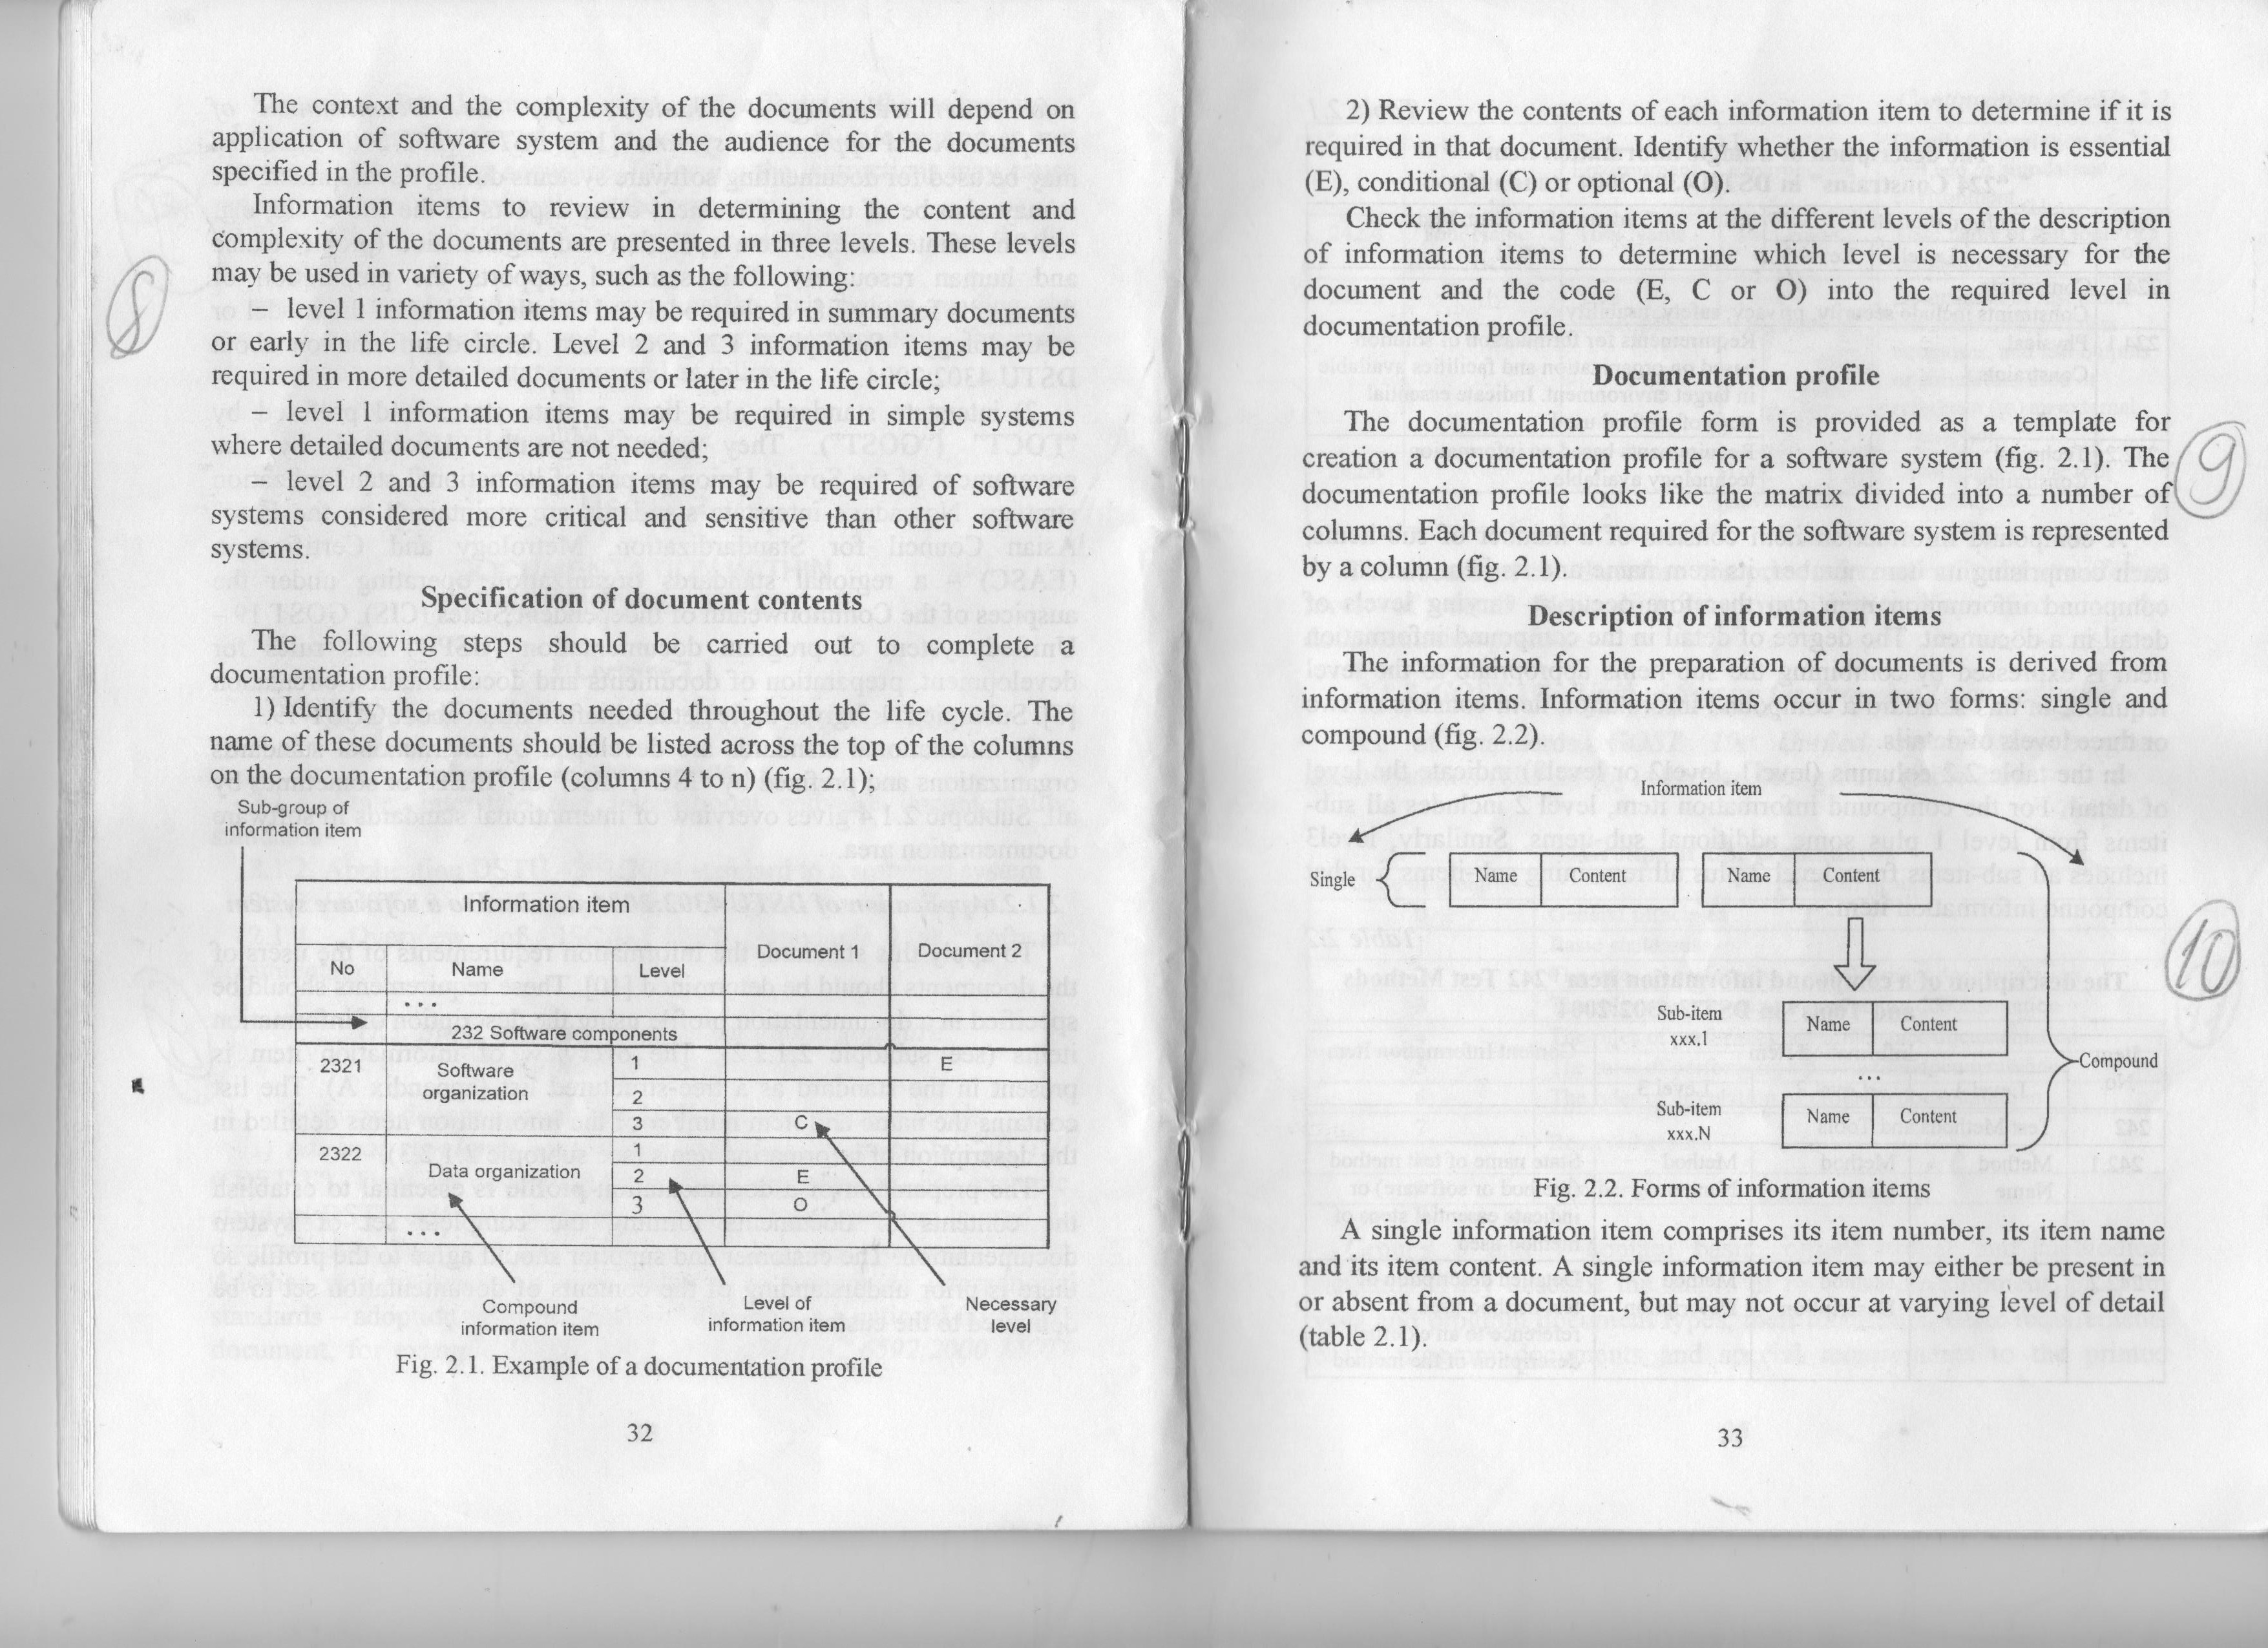 The context and the complexity of the documents will depend on
application of software system and the audience for the documents
specified in the profile.
Information items to review in determining the content and
complexity of the documents are presented in three levels. These levels
may be used in variety of ways, such as the following:
– level 1 information items may be required in summary documents
or early in the life circle. Level 2 and 3 information items may be
required in more detailed documents or later in the life circle;
– level 1 information items may be required in simple systems
where detailed documents are not needed;
– level 2 and 3 information items may be required of software
systems considered more critical and sensitive than other software
systems.
8
Specification of document contents
The following steps should be carried out to complete a
documentation profile:
1) Identify the documents needed throughout the life cycle. The
name of these documents should be listed across the top of the columns
on the documentation profile (columns 4 to n) (fig. 2.1);
Sub-group of
information item
Information item
Document 1 Document 2
No Name Level
...
232 Software components
2321 Software organization 1 E
2
3 C
2322 Data organization 1
2 E
3 O
...
Compound
information item
Level of
information item
Necessary
level
Fig. 2.1. Example of a documentation profile
32
2) Review the contents of each information item to determine if it is
required in that document. Identify whether the information is essential
(E), conditional (C) or optional (O).
Check the information items at the different levels of the description
of information items to determine which level is necessary for the
document and the code (E, C or O) into the required level in
documentation profile.
Documentation profile
The documentation profile form is provided as a template for
creation a documentation profile for a software system (fig. 2.1). The
documentation profile looks like the matrix divided into a number of
columns. Each document required for the software system is represented
by a column (fig. 2.1).
9
Description of information items
The information for the preparation of documents is derived from
information items. Information items occur in two forms: single and
compound (fig. 2.2).
10
Information item
Single Name Content Name Content
Sub-item
xxx.1
Name Content
...
Compound
Sub-item
xxx.N
Name Content
Fig. 2.2. Forms of information items
A single information item comprises its item number, its item name
and its item content. A single information item may either be present in
or absent from a document, but may not occur at varying level of detail
(table 2.1).
33